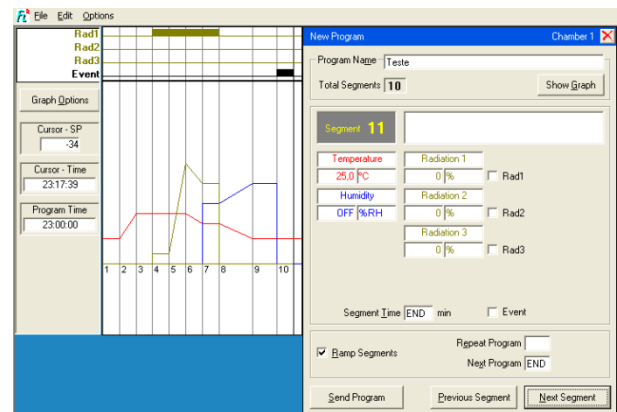 File Edit Options
Rad1
Rad2
Rad3
Event
Graph Options
Cursor - SP
-34
Cursor - Time
23:17:39
Program Time
23:00:00
1 2 3 4 5 6 7 8 9 10
New Program Chamber 1
Program Name Teste
Total Segments 10 Show Graph
Segment 11
Temperature Radiation 1
25,0 °C 0 % Rad1
Humidity Radiation 2
OFF %RH 0 % Rad2
Radiation 3
0 % Rad3
Segment Time END min Event
Ramp Segments
Repeat Program
Next Program END
Send Program Previous Segment Next Segment